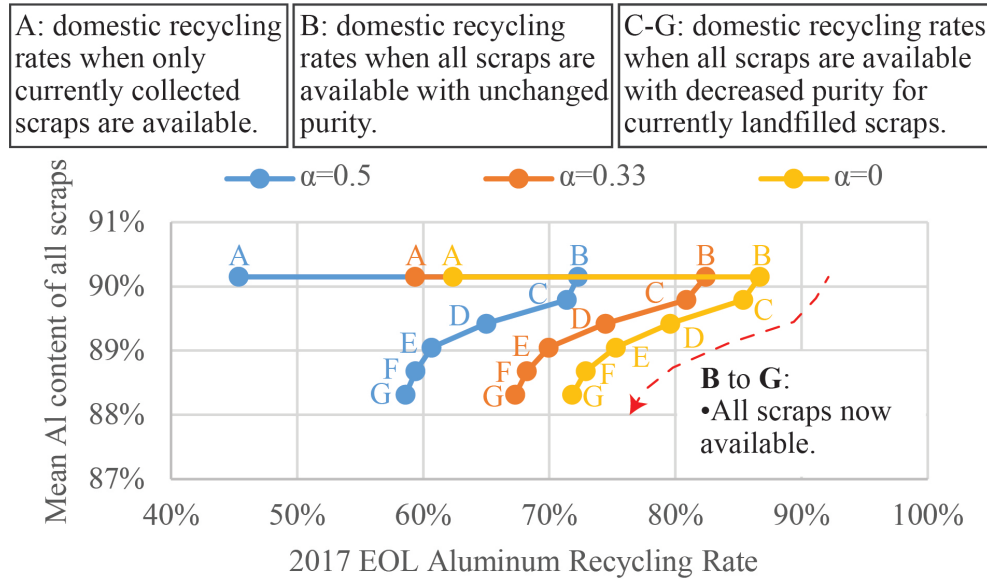 A: domestic recycling
rates when only
currently collected
scraps are available.
B: domestic recycling
rates when all scraps are
available with unchanged
purity.
C-G: domestic recycling rates
when all scraps are available
with decreased purity for
currently landfilled scraps.
α=0.5
α=0.33
α=0
Mean Al content of all scraps
91%
90%
89%
88%
87%
A
A
A
B
B
B
C
C
C
D
D
D
E
E
E
F
F
F
G
G
G
B to G:
•All scraps now
available.
40%
50%
60%
70%
80%
90%
100%
2017 EOL Aluminum Recycling Rate